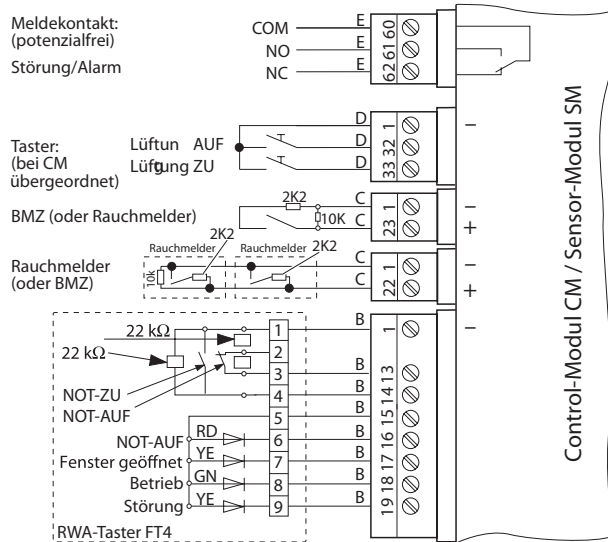 Meldekontakt:
(potenzialfrei)
Störung/Alarm
COM E 60
NO E 61
NC E 62
Taster:
(bei CM
übergeordnet)
Lüftun AUF
Lüftgung ZU
D 1 –
D 32
D 33
BMZ (oder Rauchmelder)
2K2
10K
C 1 –
C 23 +
Rauchmelder
(oder BMZ)
Rauchmelder 2K2
Rauchmelder 2K2
10k
C 1 –
C 22 +
22 kΩ
22 kΩ
NOT-ZU
NOT-AUF
1 B 1 –
2
3 B 13
4 B 14
5 B 15
NOT-AUF RD 6 B 16
Fenster geöffnet YE 7 B 17
Betrieb GN 8 B 18
Störung YE 9 B 19
RWA-Taster FT4
Control-Modul CM / Sensor-Modul SM